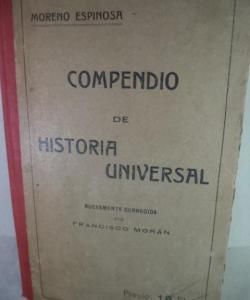 MORENO ESPINOSA
COMPENDIO
DE
HISTORIA
UNIVERSAL
NUEVAMENTE CORREGIDA
POR
FRANCISCO MORÁN